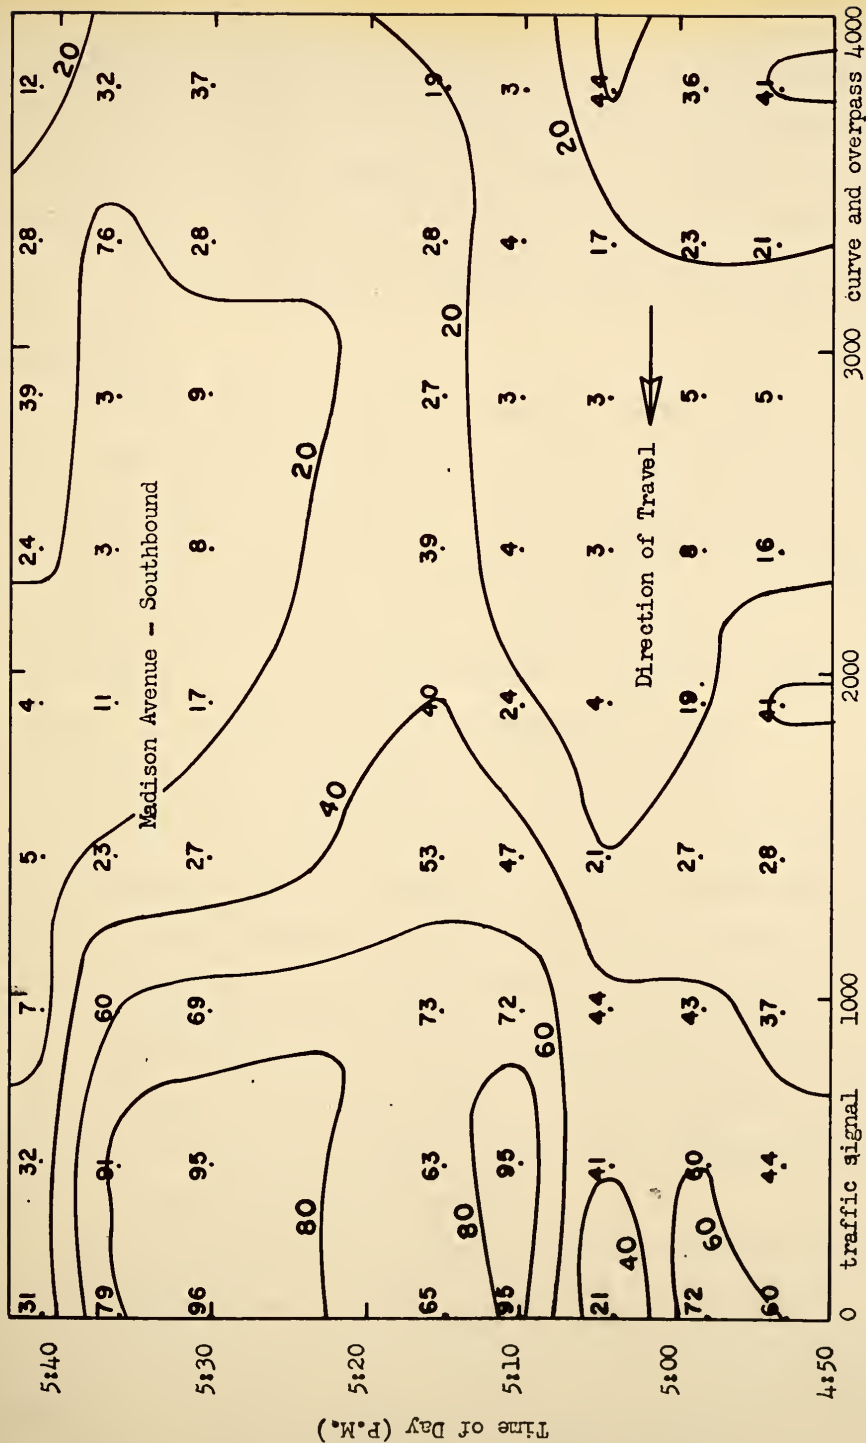 31 32 7 5 4 24 39 28 12
20
5:40
79 91 60 23 11 3 3 76 32
Madison Avenue - Southbound
5:30
96 95 69 27 17 8 9 28 37
80
40
20
5:20
65 63 73 53 40 39 27 28 19
80
20
5:10
95 95 72 47 24 4 3 4 3
60
20
21 41 44 21 4 3 3 17 44
40
Direction of Travel
5:00
72 60 43 27 19 8 5 23 36
60
60 44 37 28 41 16 5 21 41
4:50
0 traffic signal 1000 2000 3000 curve and overpass 4000
Time of Day (P.M.)